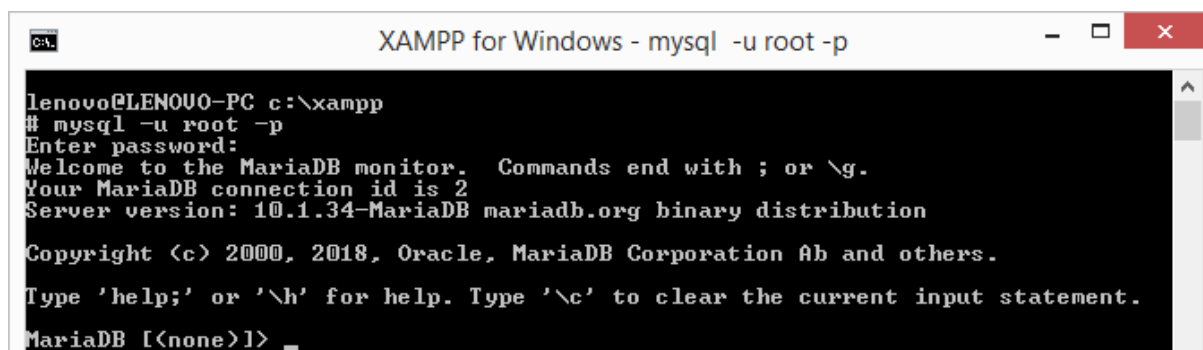 C:\.
XAMPP for Windows - mysql -u root -p
lenovo@LENOVO-PC c:\xampp
# mysql -u root -p
Enter password:
Welcome to the MariaDB monitor.  Commands end with ; or \g.
Your MariaDB connection id is 2
Server version: 10.1.34-MariaDB mariadb.org binary distribution
Copyright (c) 2000, 2018, Oracle, MariaDB Corporation Ab and others.
Type 'help;' or '\h' for help. Type '\c' to clear the current input statement.
MariaDB [(none)]> _